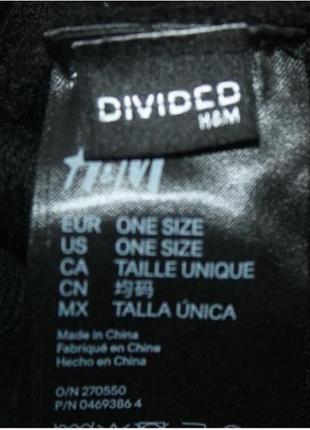 DIVIDED
H&M
H&M
EUR ONE SIZE
US ONE SIZE
CA TAILLE UNIQUE
CN 均码
MX TALLA ÚNICA
Made in China
Fabriqué en Chine
Hecho en China
O/N 270550
P/N 0469386 4